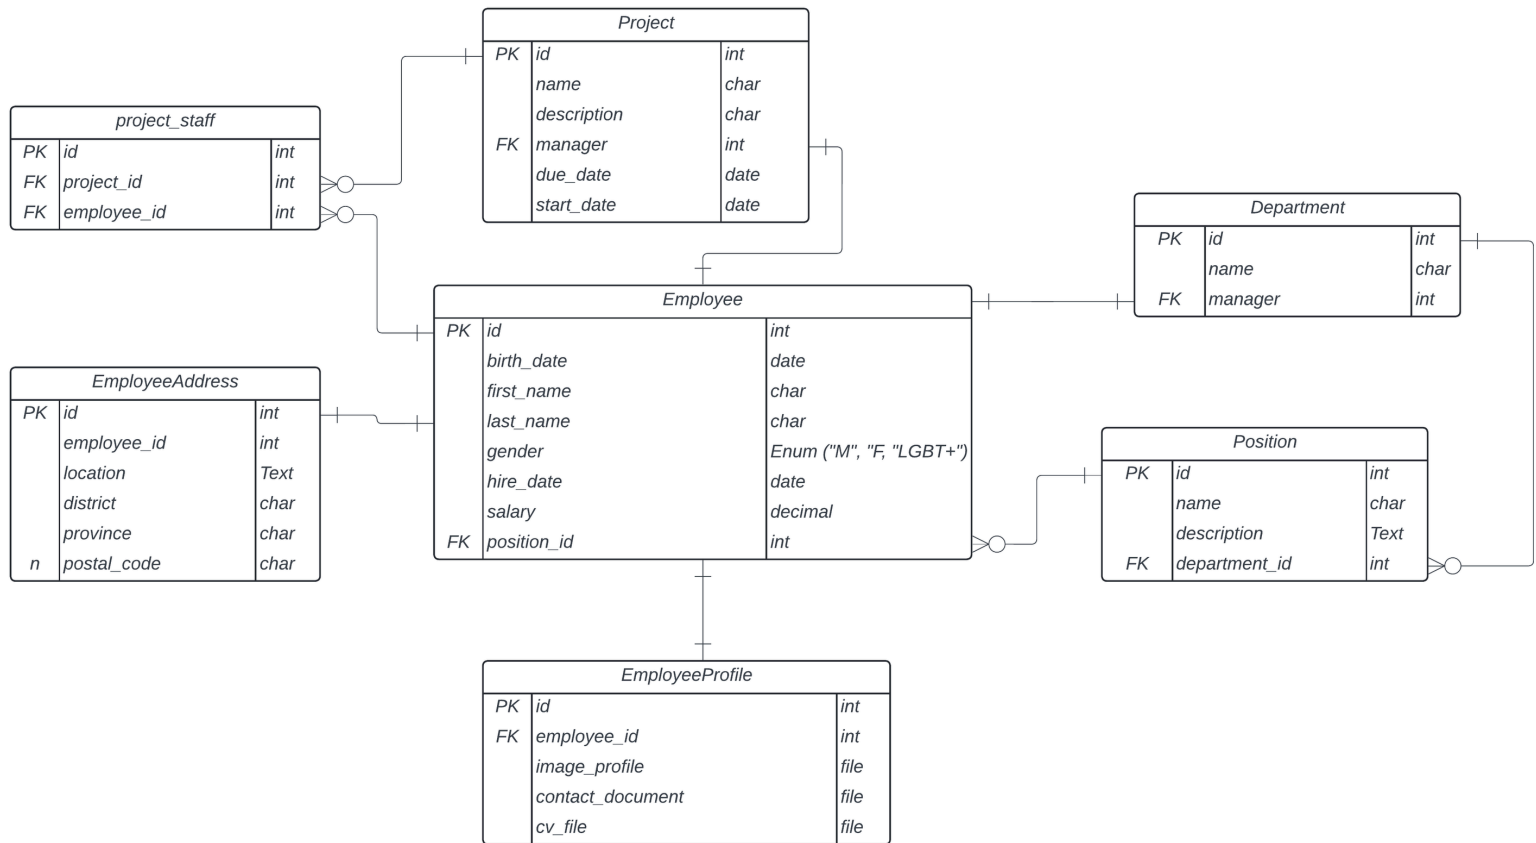 Project
PK id int
name char
description char
FK manager int
due_date date
start_date date
project_staff
PK id int
FK project_id int
FK employee_id int
Department
PK id int
name char
FK manager int
Employee
PK id int
birth_date date
first_name char
last_name char
gender Enum ("M", "F, "LGBT+")
hire_date date
salary decimal
FK position_id int
EmployeeAddress
PK id int
employee_id int
location Text
district char
province char
n postal_code char
Position
PK id int
name char
description Text
FK department_id int
EmployeeProfile
PK id int
FK employee_id int
image_profile file
contact_document file
cv_file file